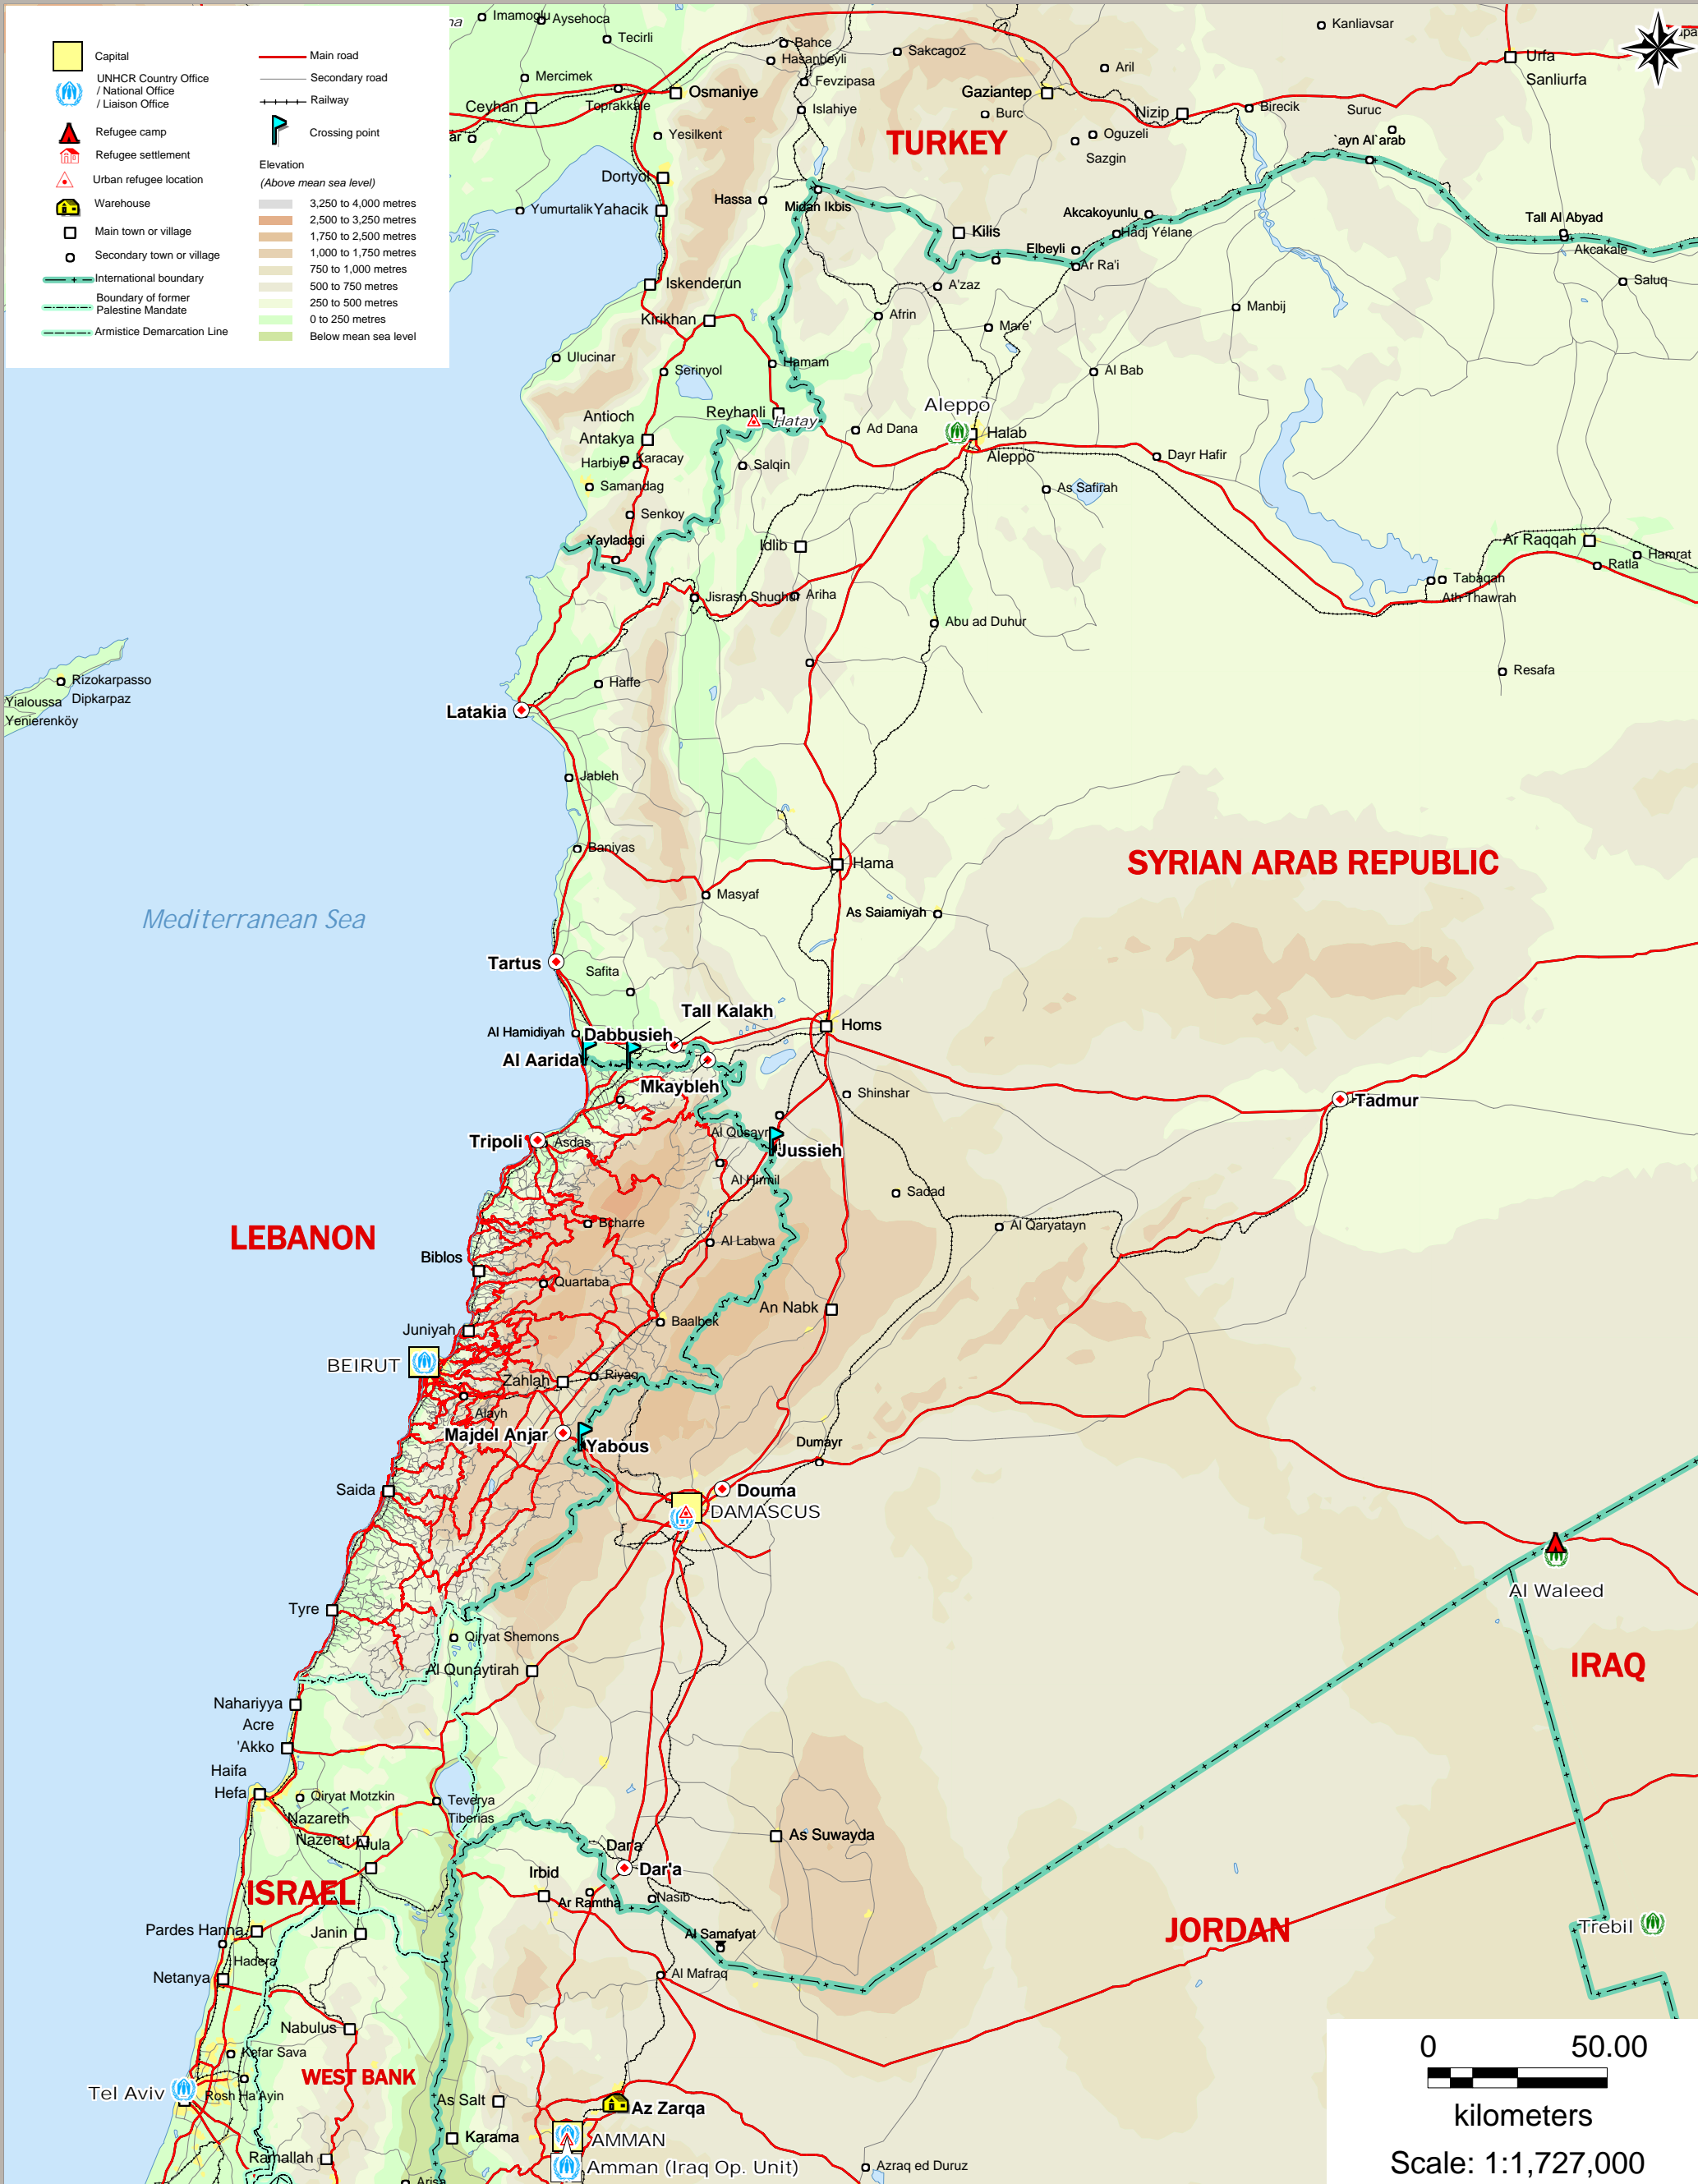 Capital
UNHCR Country Office
/ National Office
/ Liaison Office
Refugee camp
Refugee settlement
Urban refugee location
Warehouse
Main town or village
Secondary town or village
International boundary
Boundary of former
Palestine Mandate
Armistice Demarcation Line
Main road
Secondary road
Railway
Crossing point
Elevation
(Above mean sea level)
3,250 to 4,000 metres
2,500 to 3,250 metres
1,750 to 2,500 metres
1,000 to 1,750 metres
750 to 1,000 metres
500 to 750 metres
250 to 500 metres
0 to 250 metres
Below mean sea level
Imamoglu
Aysehoca
Tecirli
Mercimek
Ceyhan
Toprakkale
Osmaniye
Bahce
Hasanbeyli
Fevzipasa
Islahiye
Sakcagoz
Gaziantep
Burc
Aril
Nizip
Oguzeli
Sazgin
Birecik
Suruc
Kanliavsar
Urfa
Sanliurfa
`ayn Al`arab
Yesilkent
TURKEY
Dortyol
Yumurtalik
Yahacik
Hassa
Midan Ikbis
Kilis
Akcakoyunlu
Hadj Yélane
Elbeyli
Ar Ra'i
Tall Al Abyad
Akcakale
Saluq
Iskenderun
A'zaz
Manbij
Kirikhan
Afrin
Mare'
Ulucinar
Serinyol
Hamam
Al Bab
Antioch
Antakya
Reyhanli
Hatay
Ad Dana
Aleppo
Halab
Aleppo
Dayr Hafir
Harbiye
Karacay
Salqin
Samandag
As Safirah
Senkoy
Yayladagi
Idlib
Ar Raqqah
Hamrat
Ratla
Tabaqah
Ath Thawrah
Jisrash Shughur
Ariha
Abu ad Duhur
Resafa
Rizokarpasso
Dipkarpaz
Yialoussa
Yenierenköy
Haffe
Latakia
Jableh
Baniyas
Hama
SYRIAN ARAB REPUBLIC
Masyaf
As Saiamiyah
Mediterranean Sea
Tartus
Safita
Tall Kalakh
Al Hamidiyah
Dabbusieh
Homs
Al Aarida
Mkaybleh
Shinshar
Tadmur
Tripoli
Asdas
Al Qusayr
Jussieh
Al Hirmil
Sadad
Bcharre
Al Qaryatayn
LEBANON
Al Labwa
Biblos
Quartaba
An Nabk
Juniyah
Baalbek
BEIRUT
Zahlah
Riyaq
Alayh
Majdel Anjar
Yabous
Dumayr
Saida
Douma
DAMASCUS
Al Waleed
Tyre
Qiryat Shemons
Al Qunaytirah
IRAQ
Nahariyya
Acre
'Akko
Haifa
Hefa
Qiryat Motzkin
Teverya
Tiberias
Nazareth
Nazerat
Afula
As Suwayda
Dara
Dar'a
Irbid
Ar Ramtha
Nasib
ISRAEL
Pardes Hanna
Janin
Al Samafyat
JORDAN
Trebil
Hadera
Netanya
Al Mafraq
Nabulus
Kefar Sava
WEST BANK
Tel Aviv
Rosh Ha'Ayin
As Salt
Az Zarqa
Karama
AMMAN
Ramallah
Amman (Iraq Op. Unit)
Azraq ed Duruz
0 50.00
kilometers
Scale: 1:1,727,000